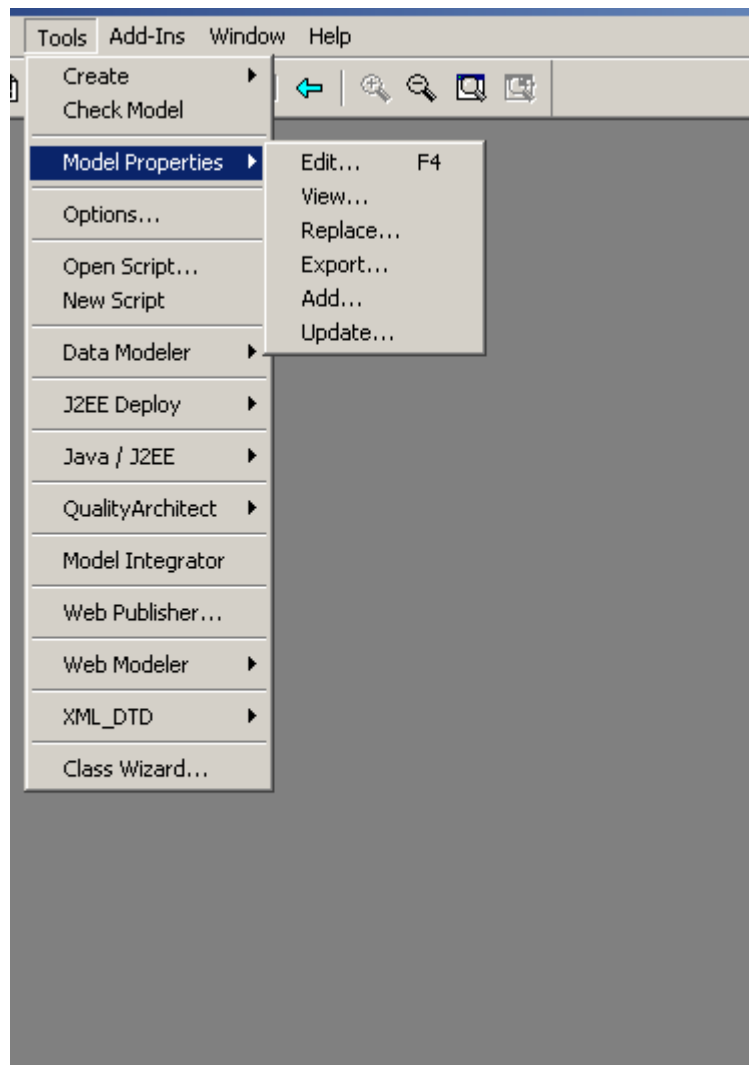 Tools Add-Ins Window Help
Create
Check Model
Model Properties
Edit... F4
View...
Replace...
Export...
Add...
Update...
Options...
Open Script...
New Script
Data Modeler
J2EE Deploy
Java / J2EE
QualityArchitect
Model Integrator
Web Publisher...
Web Modeler
XML_DTD
Class Wizard...